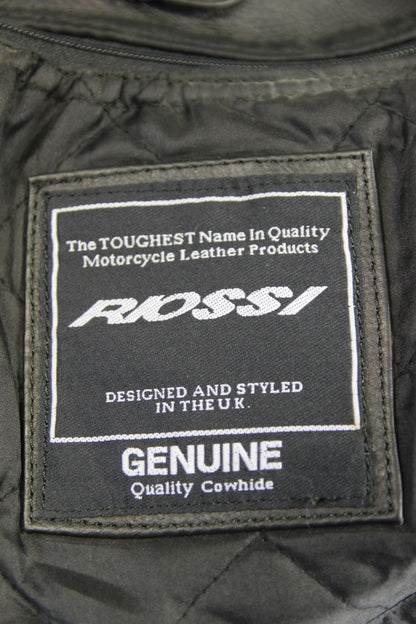 The TOUGHEST Name In Quality
Motorcycle Leather Products
RIOSSI
DESIGNED AND STYLED
IN THE U.K.
GENUINE
Quality Cowhide